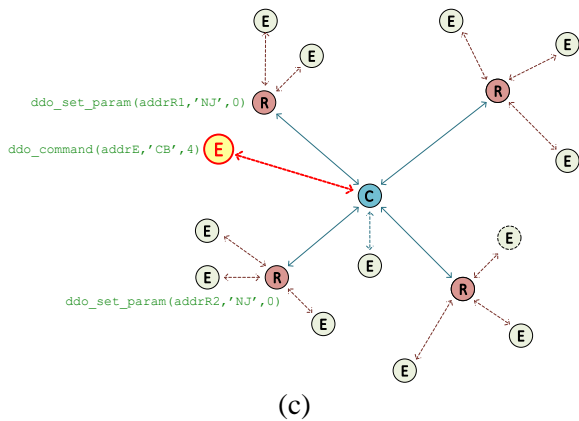 E
E
E
E
ddo_set_param(addrR1,’NJ’,0)
R
R
ddo_command(addrE,’CB’,4)
E
E
C
E
E
E
E
R
R
ddo_set_param(addrR2,’NJ’,0)
E
E
E
(c)